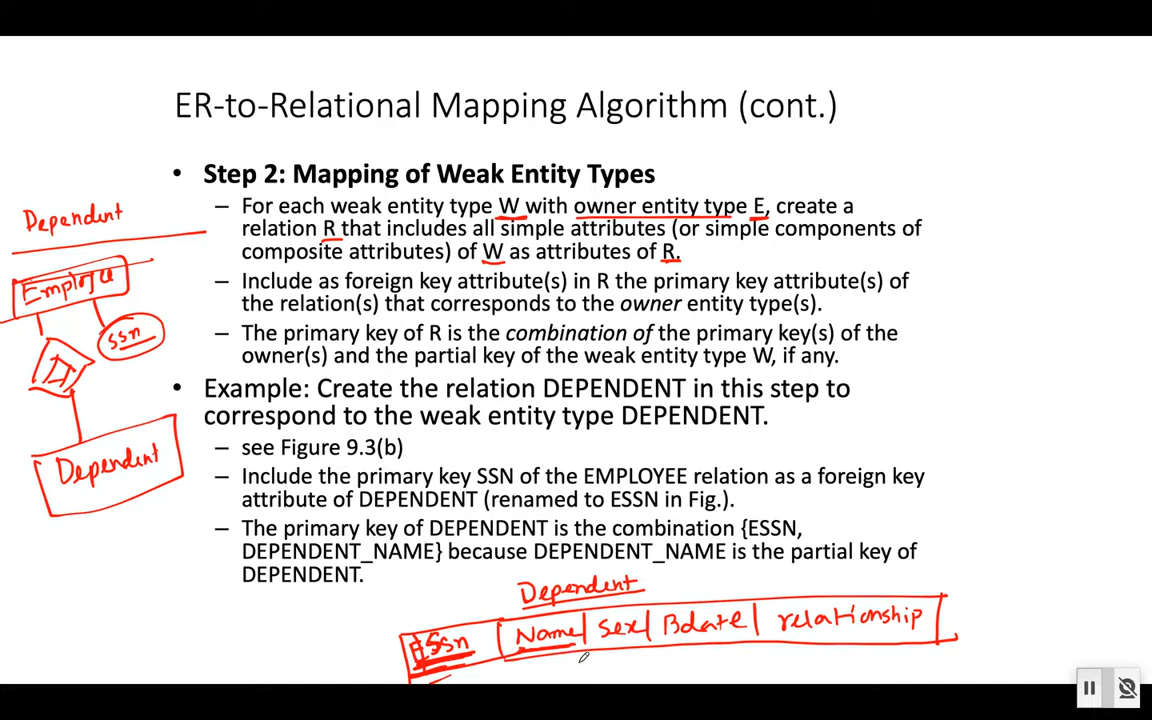 ER-to-Relational Mapping Algorithm (cont.)
• Step 2: Mapping of Weak Entity Types
– For each weak entity type W with owner entity type E, create a
relation R that includes all simple attributes (or simple components of
composite attributes) of W as attributes of R.
– Include as foreign key attribute(s) in R the primary key attribute(s) of
the relation(s) that corresponds to the owner entity type(s).
– The primary key of R is the combination of the primary key(s) of the
owner(s) and the partial key of the weak entity type W, if any.
• Example: Create the relation DEPENDENT in this step to
correspond to the weak entity type DEPENDENT.
– see Figure 9.3(b)
– Include the primary key SSN of the EMPLOYEE relation as a foreign key
attribute of DEPENDENT (renamed to ESSN in Fig.).
– The primary key of DEPENDENT is the combination {ESSN,
DEPENDENT_NAME} because DEPENDENT_NAME is the partial key of
DEPENDENT.
Dependent
Employee
ssn
Dependent
Dependent
ESsn Name Sex Bdate relationship